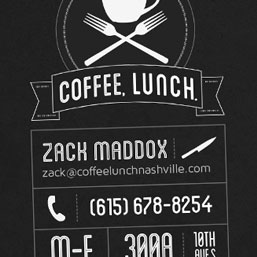 COFFEE, LUNCH.
ZACK MADDOX
zack@coffeelunchnashville.com
(615) 678-8254
M-F 300A 10TH
AVE S